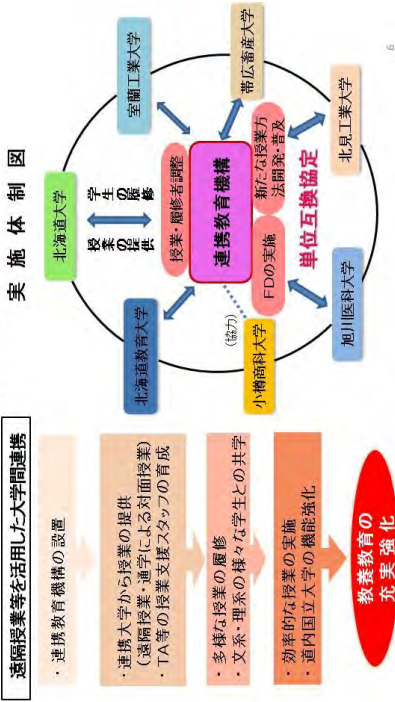 遠隔授業等を活用した大学間連携
・連携教育機構の設置
・連携大学から授業の提供
(遠隔授業・通学による対面授業)
・TA等の授業支援スタッフの育成
・多様な授業の履修
・文系・理系の様々な学生との共学
・効率的な授業の実施
・道内国立大学の機能強化
教養教育の
充実強化
実施体制図
北海道大学
室蘭工業大学
帯広畜産大学
北見工業大学
旭川医科大学
小樽商科大学
北海道教育大学
授業の提供
学生の履修
授業・履修者調整
連携教育機構
(協力)
FDの実施
新たな授業方
法開発・普及
単位互換協定
6